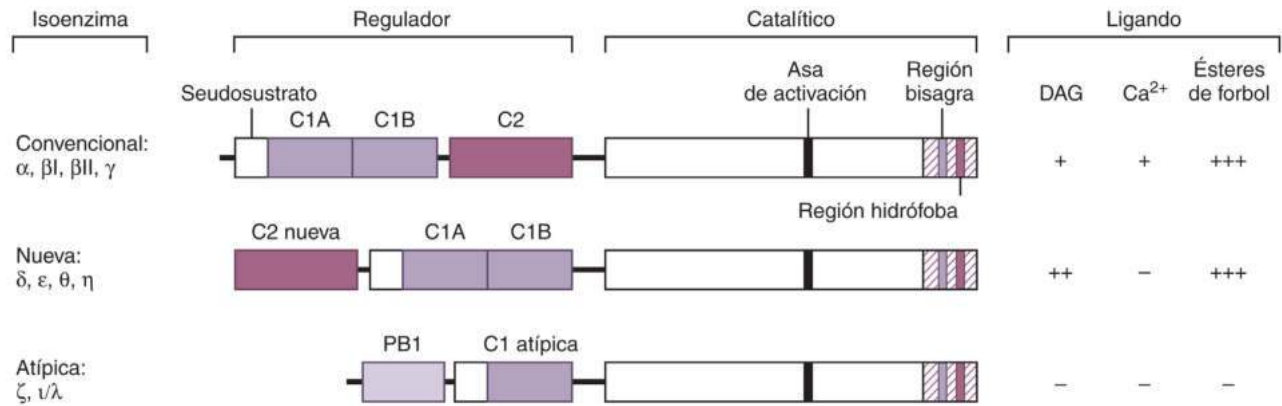 Isoenzima
Regulador
Catalítico
Ligando
Seudosustrato
Asa
de activación
Región
bisagra
DAG
Ca²⁺
Ésteres
de forbol
C1A
C1B
C2
Convencional:
α, βI, βII, γ
+
+
+++
Región hidrófoba
C2 nueva
C1A
C1B
Nueva:
δ, ε, θ, η
++
–
+++
PB1
C1 atípica
Atípica:
ζ, ι/λ
–
–
–